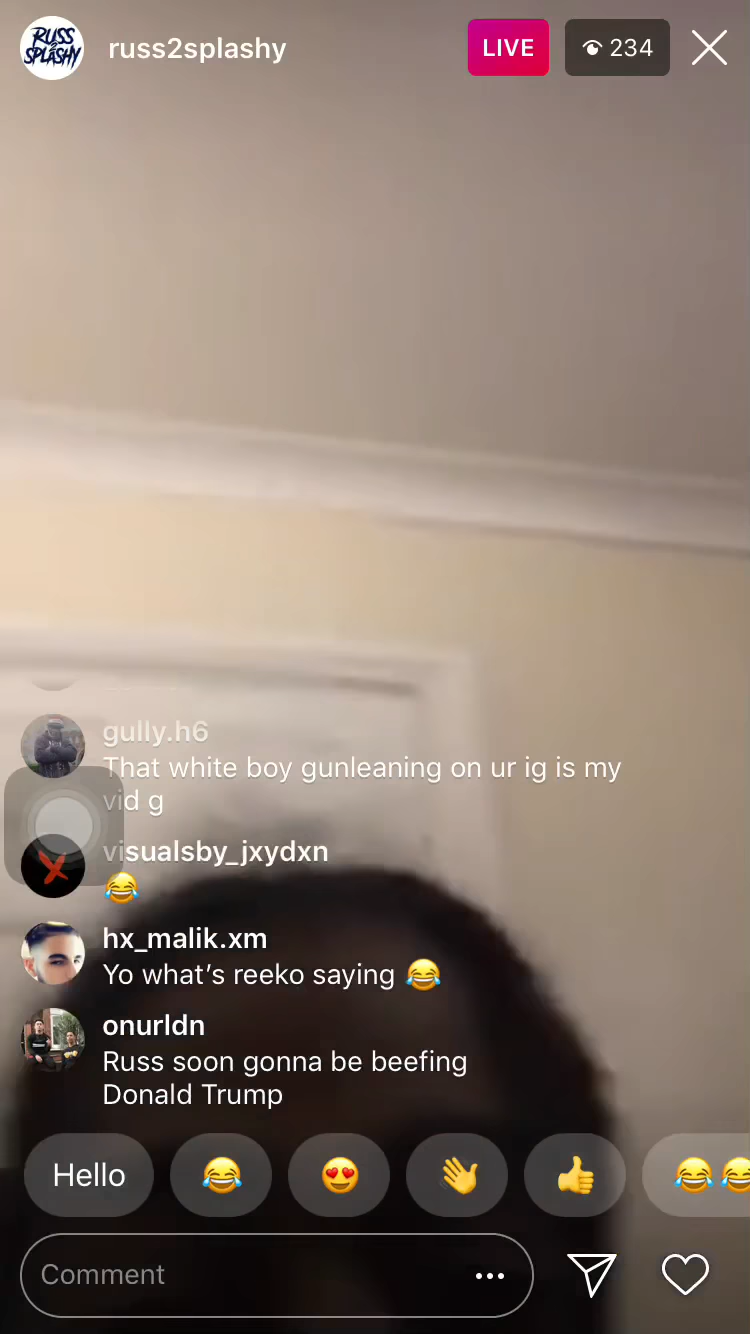 RUSS
SPLASHY
russ2splashy
LIVE
234
gully.h6
That white boy gunleaning on ur ig is my
vid g
visualsby_jxydxn
😂
hx_malik.xm
Yo what’s reeko saying 😂
onurldn
Russ soon gonna be beefing
Donald Trump
Hello 😂 😍 👋 👍 😂😂
Comment